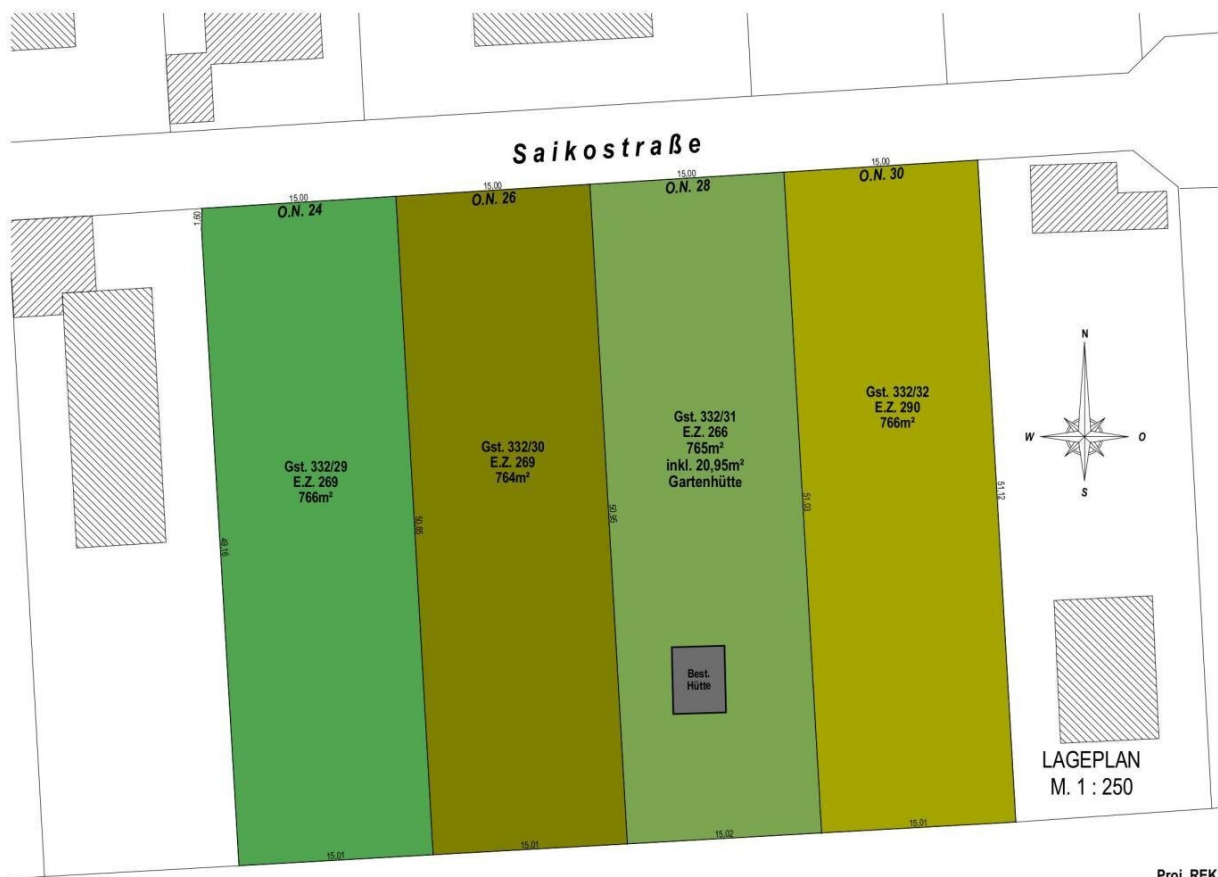 Saikostraße
15,00
O.N. 24
15,00
O.N. 26
15,00
O.N. 28
15,00
O.N. 30
1,60
Gst. 332/29
E.Z. 269
766m²
Gst. 332/30
E.Z. 269
764m²
Gst. 332/31
E.Z. 266
765m²
inkl. 20,95m²
Gartenhütte
Gst. 332/32
E.Z. 290
766m²
N
W
O
S
49,16
50,86
50,95
51,03
51,12
Best.
Hütte
LAGEPLAN
M. 1 : 250
15,01
15,01
15,02
15,01
Proj. REK